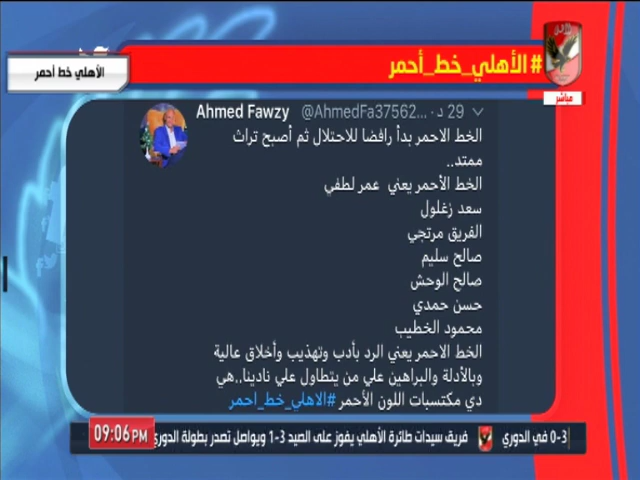 #الأهلي_خط_أحمر
الأهلي خط أحمر
مباشر
Ahmed Fawzy @AhmedFa37562... · 29 د
الخط الاحمر بدأ رافضا للاحتلال ثم أصبح تراث
ممتد..
الخط الأحمر يعني عمر لطفي
سعد زغلول
الفريق مرتجي
صالح سليم
صالح الوحش
حسن حمدي
محمود الخطيب
الخط الاحمر يعني الرد بأدب وتهذيب وأخلاق عالية
وبالأدلة والبراهين علي من يتطاول علي نادينا..هي
دي مكتسبات اللون الأحمر #الاهلي_خط_احمر
3-0 في الدوري فريق سيدات طائرة الأهلي يفوز على الصيد 3-1 ويواصل تصدر بطولة الدوري
09:06 PM